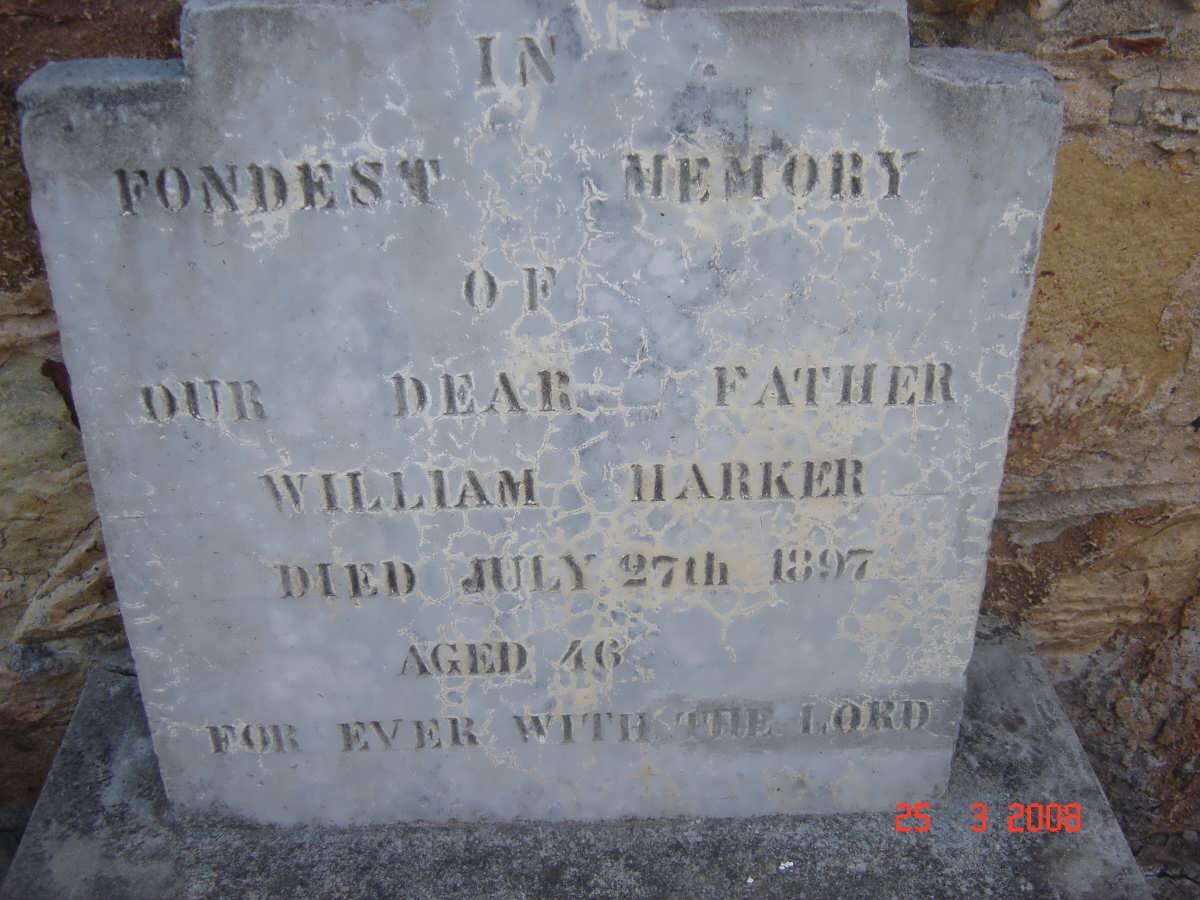 IN
FONDEST MEMORY
OF
OUR DEAR FATHER
WILLIAM HARKER
DIED JULY 27th 1897
AGED 46
FOR EVER WITH THE LORD
25 3 2008